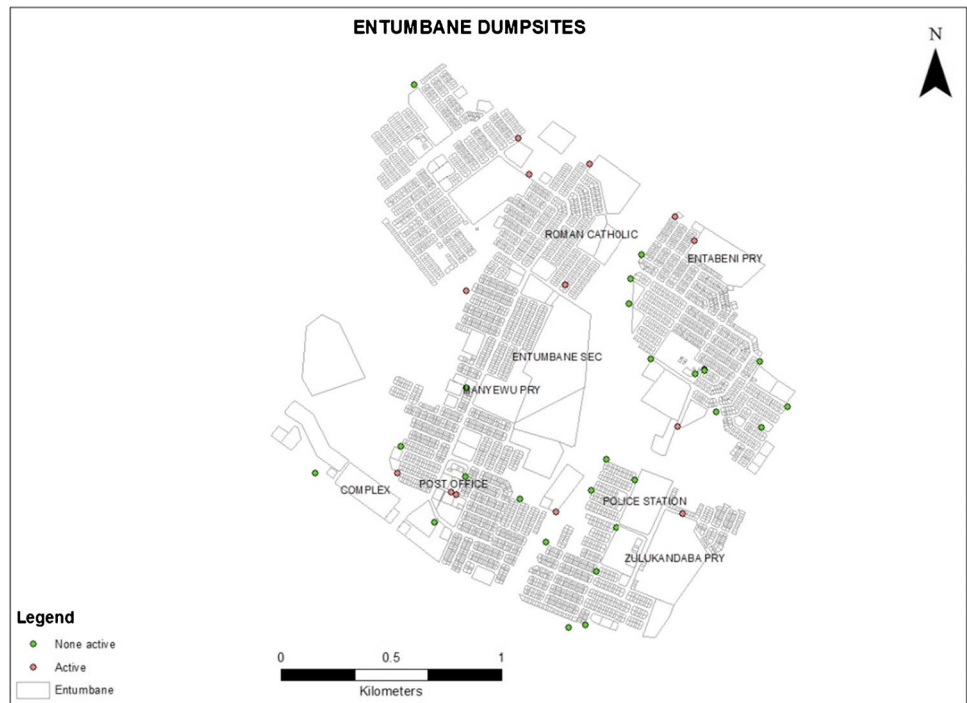 ENTUMBANE DUMPSITES
N
ROMAN CATHOLIC
ENTABENI PRY
ENTUMBANE SEC
MANYEWU PRY
POST OFFICE
COMPLEX
POLICE STATION
ZULUKANDABA PRY
Legend
None active
Active
Entumbane
0 0.5 1
Kilometers